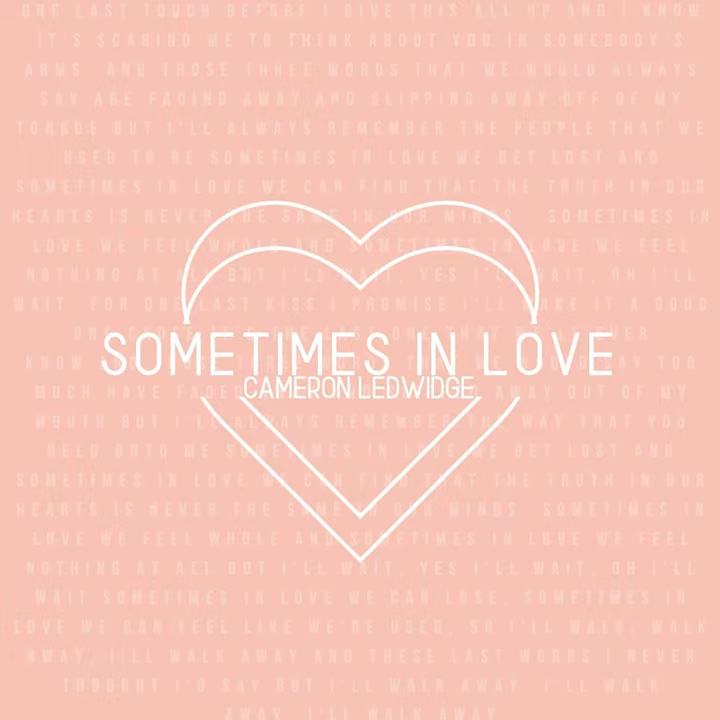 ONE LAST TOUCH BEFORE I GIVE THIS ALL UP AND I KNOW
IT'S SCARING ME TO THINK ABOUT YOU IN SOMEBODY'S
ARMS AND THOSE THREE WORDS THAT WE WOULD ALWAYS
SAY ARE FADING AWAY AND SLIPPING AWAY OFF OF MY
TONGUE BUT I'LL ALWAYS REMEMBER THE PEOPLE THAT WE
USED TO BE SOMETIMES IN LOVE WE GET LOST AND
SOMETIMES IN LOVE WE CAN FIND THAT THE TRUTH IN OUR
HEARTS IS NEVER THE SAME IN OUR MINDS SOMETIMES IN
LOVE WE FEEL WHOLE AND SOMETIMES IN LOVE WE FEEL
NOTHING AT ALL BUT I'LL WAIT, YES I'LL WAIT, OH I'LL
WAIT FOR ONE LAST KISS I PROMISE I'LL MAKE IT A GOOD
ONE
SOMETIMES IN LOVE
KNOW
CAMERON LEDWIDGE
MUCH HAVE FADED AWAY OUT OF MY
MOUTH BUT I'LL ALWAYS REMEMBER THE WAY THAT YOU
HELD ONTO ME SOMETIMES IN LOVE WE GET LOST AND
SOMETIMES IN LOVE WE CAN FIND THAT THE TRUTH IN OUR
HEARTS IS NEVER THE SAME IN OUR MINDS SOMETIMES IN
LOVE WE FEEL WHOLE AND SOMETIMES IN LOVE WE FEEL
NOTHING AT ALL BUT I'LL WAIT, YES I'LL WAIT, OH I'LL
WAIT SOMETIMES IN LOVE WE CAN LOSE, SOMETIMES IN
LOVE WE CAN FEEL LIKE WE'RE USED, SO I'LL WALK, WALK
AWAY, I'LL WALK AWAY AND THESE LAST WORDS I NEVER
THOUGHT I'D SAY BUT I'LL WALK AWAY I'LL WALK
AWAY I'LL WALK AWAY